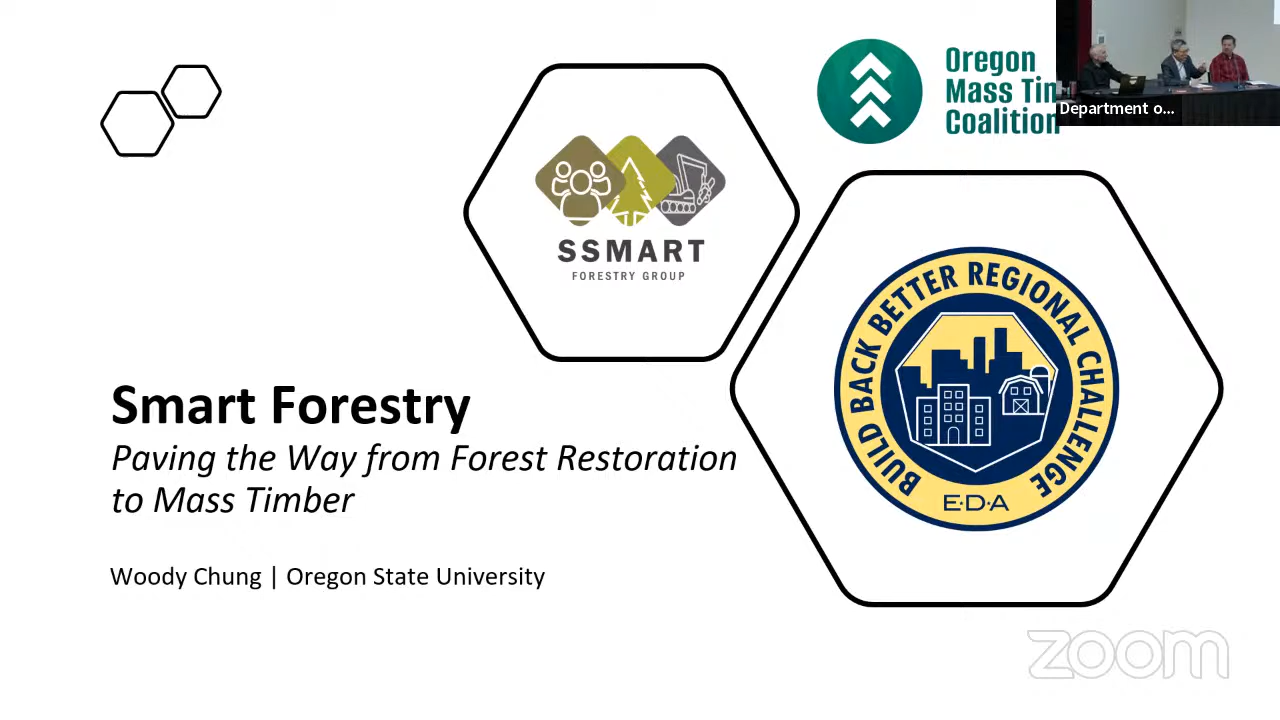 Oregon
Mass Tim
Coalition
Department o...
SSMART
FORESTRY GROUP
BUILD BACK BETTER REGIONAL CHALLENGE
E·D·A
Smart Forestry
Paving the Way from Forest Restoration
to Mass Timber
Woody Chung | Oregon State University
zoom